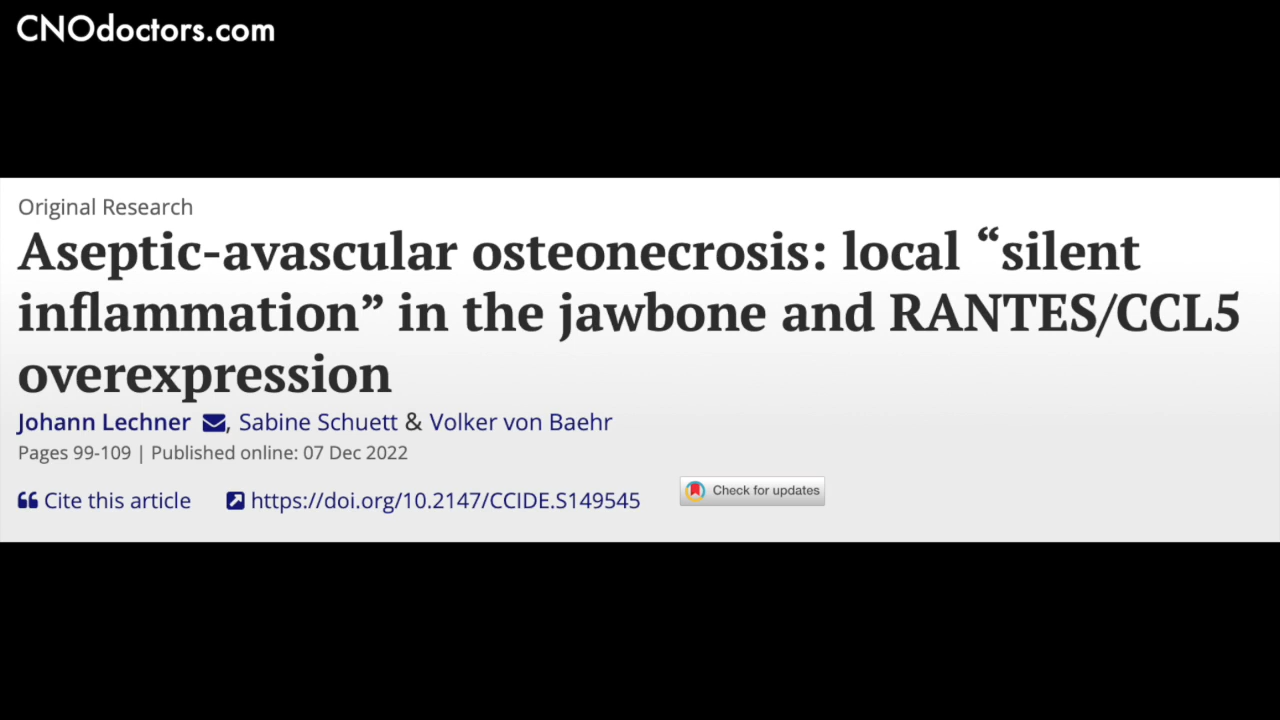 CNOdoctors.com
Original Research
Aseptic-avascular osteonecrosis: local “silent
inflammation” in the jawbone and RANTES/CCL5
overexpression
Johann Lechner , Sabine Schuett & Volker von Baehr
Pages 99-109 | Published online: 07 Dec 2022
Cite this article https://doi.org/10.2147/CCIDE.S149545 Check for updates